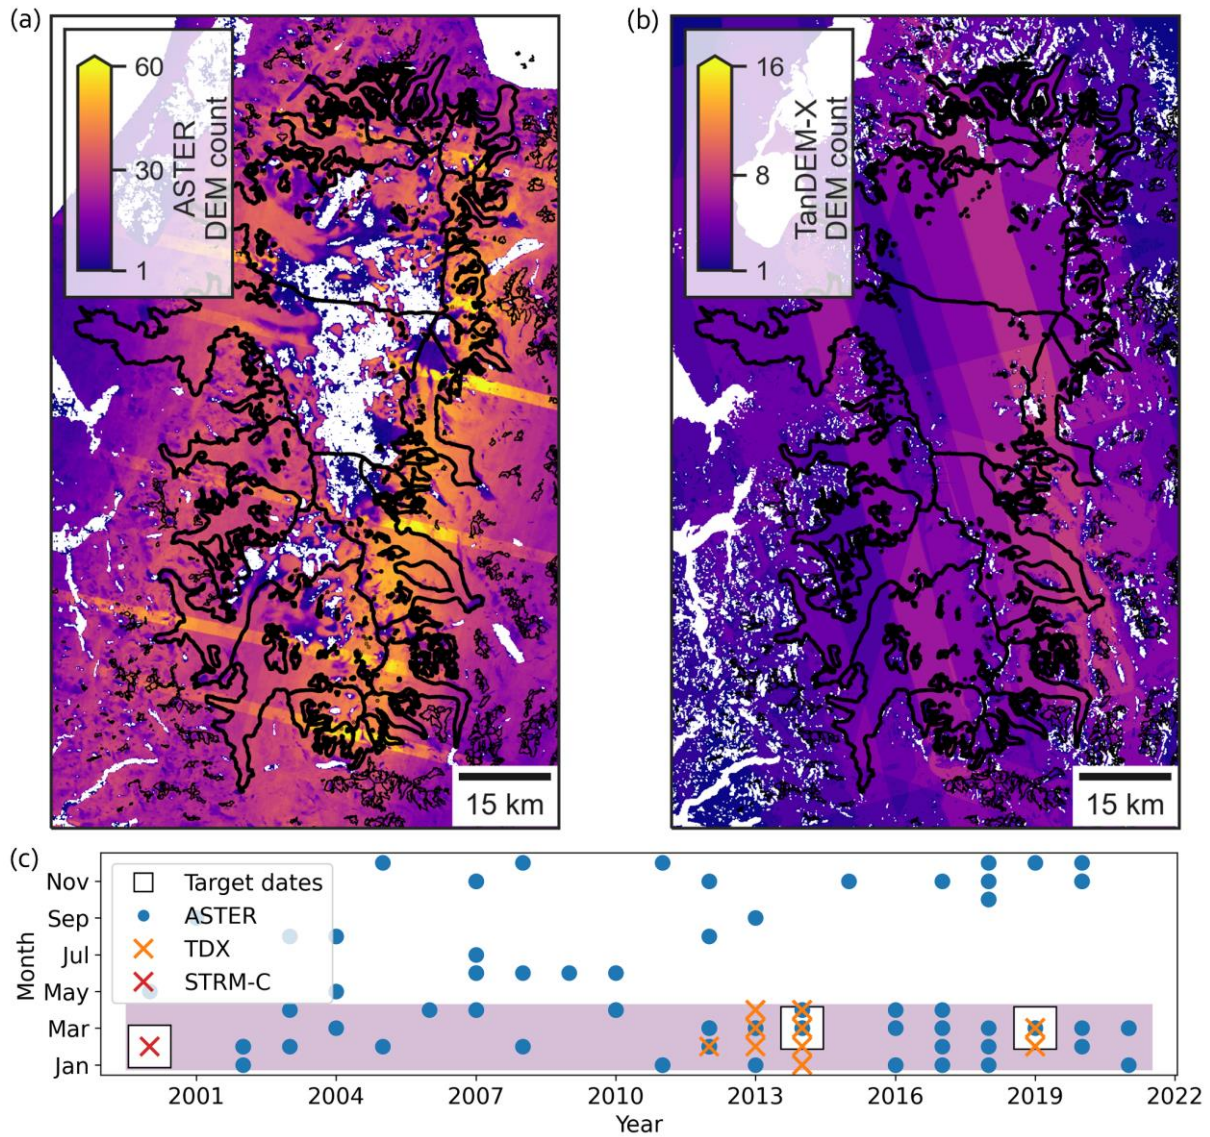 (a)
60
30
1
ASTER
DEM count
15 km
(b)
16
8
1
TanDEM-X
DEM count
15 km
(c)
Nov
Sep
Jul
May
Mar
Jan
Month
Target dates
ASTER
TDX
STRM-C
2001 2004 2007 2010 2013 2016 2019 2022
Year